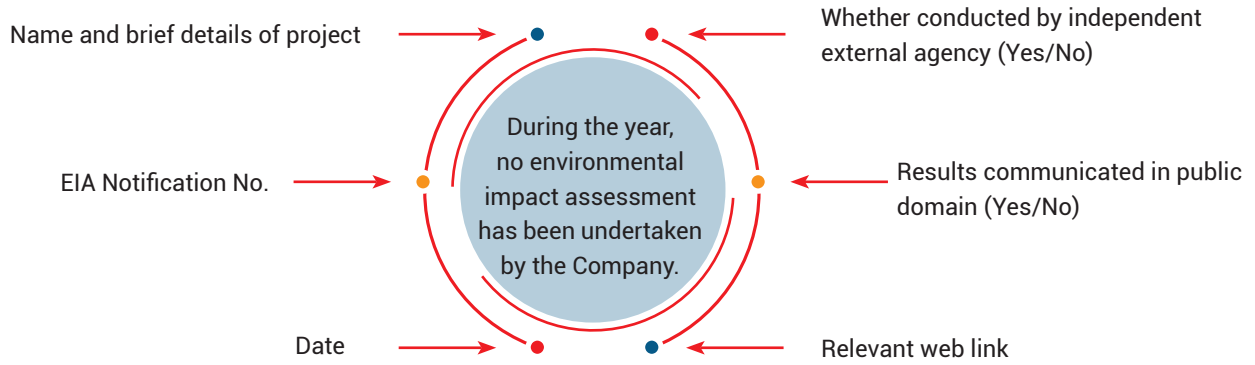 Name and brief details of project
EIA Notification No.
Date
During the year,
no environmental
impact assessment
has been undertaken
by the Company.
Whether conducted by independent
external agency (Yes/No)
Results communicated in public
domain (Yes/No)
Relevant web link